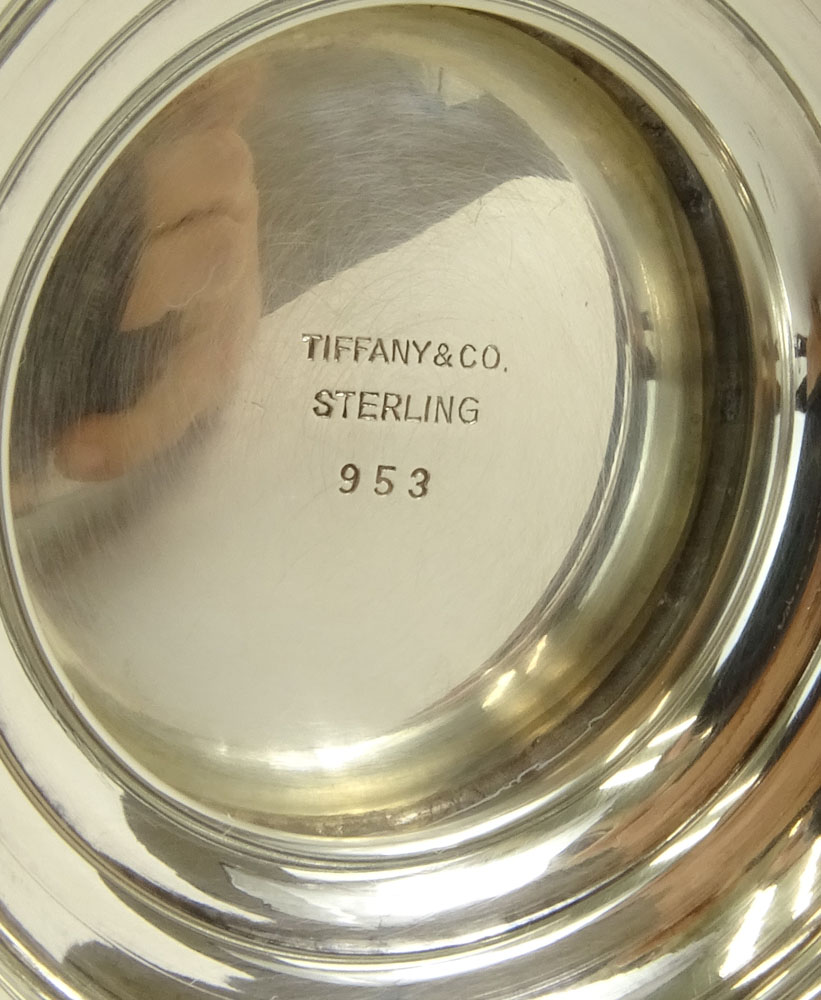 TIFFANY & CO.
STERLING
953